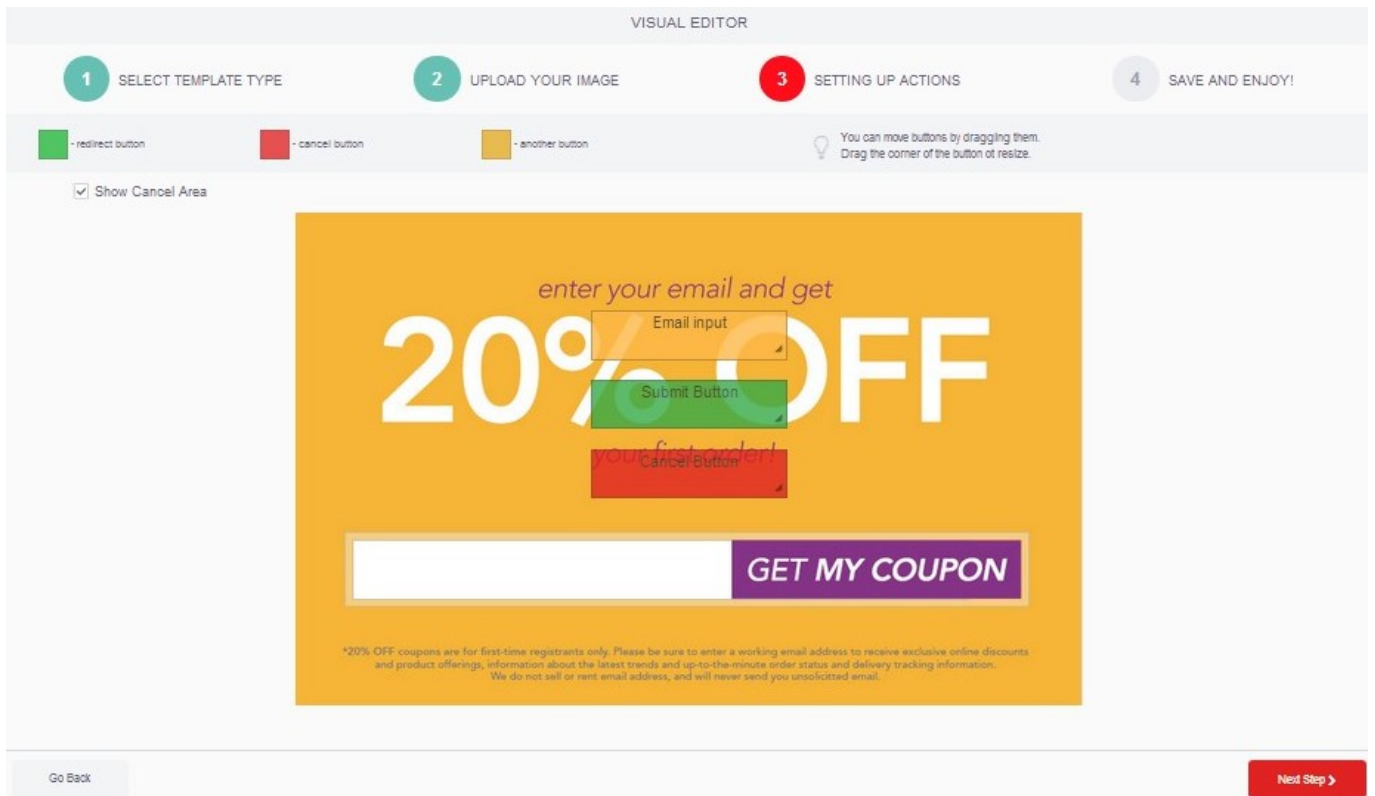 VISUAL EDITOR
1 SELECT TEMPLATE TYPE 2 UPLOAD YOUR IMAGE 3 SETTING UP ACTIONS 4 SAVE AND ENJOY!
- redirect button - cancel button - another button
You can move buttons by dragging them.
Drag the corner of the button ot resize.
Show Cancel Area
enter your email and get
20% OFF
Email input
Submit Button
your first order!
Cancel Button
GET MY COUPON
*20% OFF coupons are for first-time registrants only. Please be sure to enter a working email address to receive exclusive online discounts
and product offerings, information about the latest trends and up-to-the-minute order status and delivery tracking information.
We do not sell or rent email address, and will never send you unsolicitted email.
Go Back
Next Step